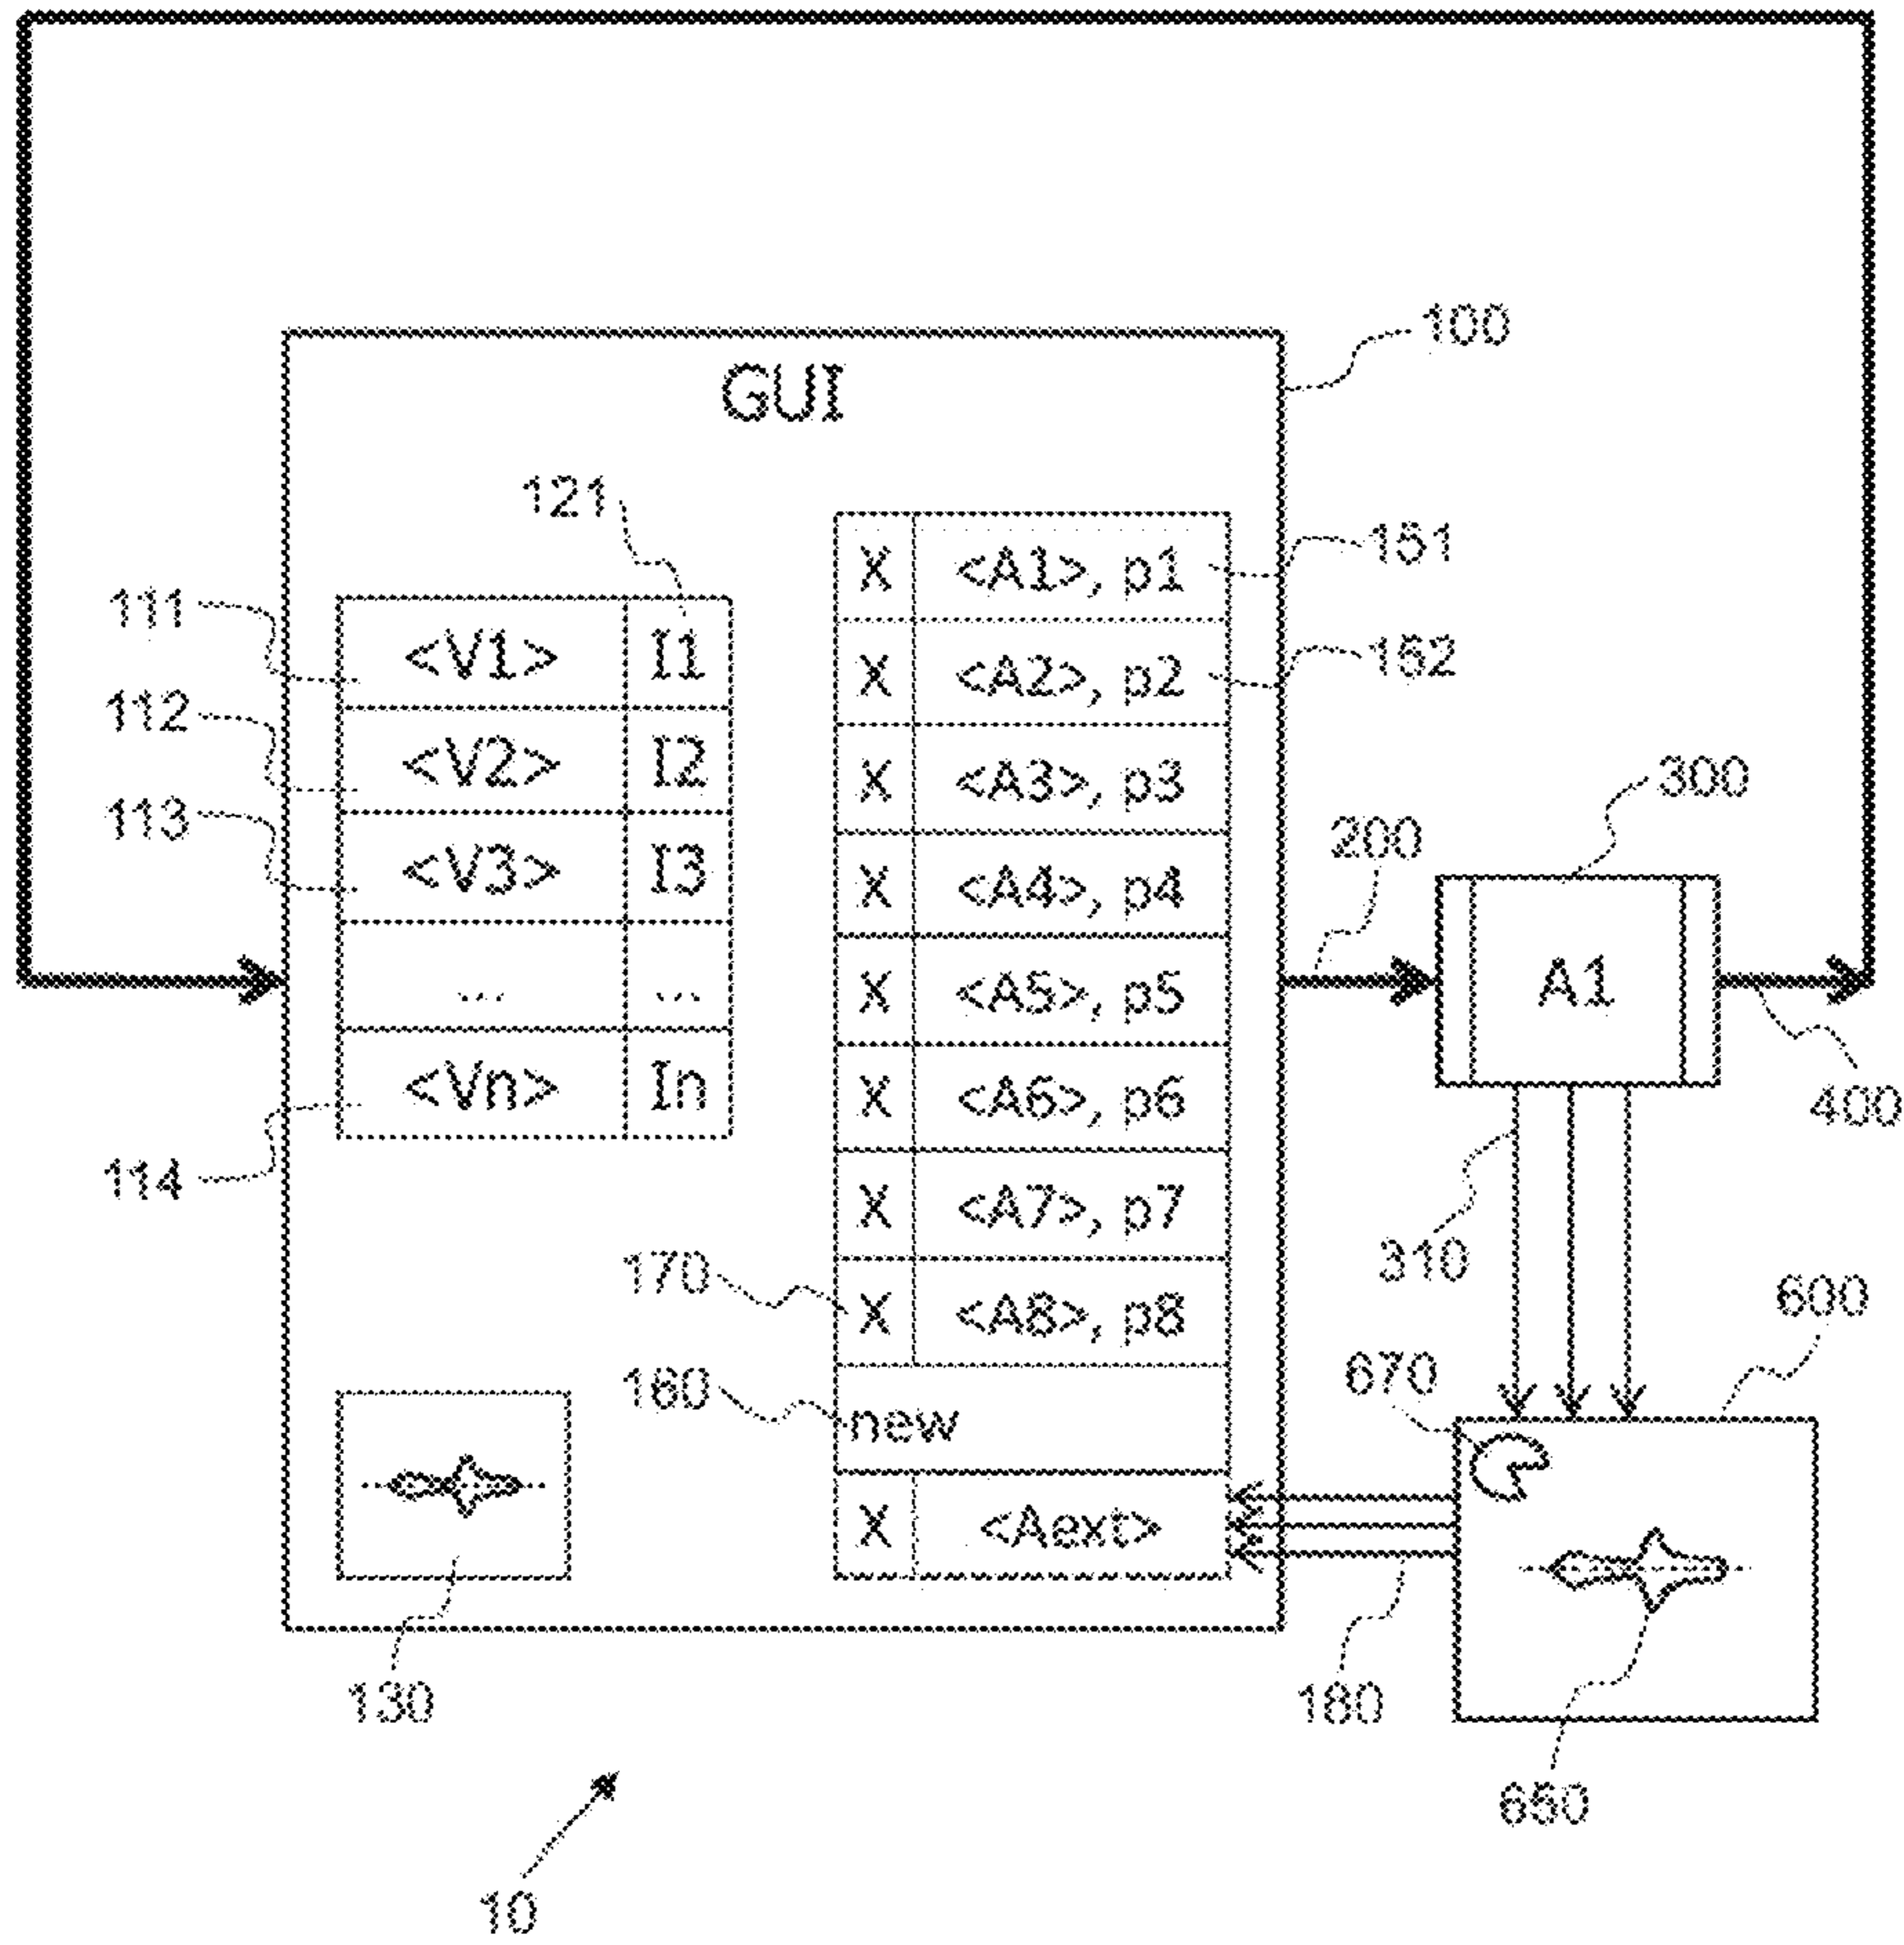 100
GUI
121
X <A1>, p1
151
111
<V1> I1
X <A2>, p2
152
112
<V2> I2
X <A3>, p3
300
113
<V3> I3
200
X <A4>, p4
... ...
X <A5>, p5
A1
<Vn> In
X <A6>, p6
400
114
X <A7>, p7
310
170
X <A8>, p8
600
160
new
670
X <Aext>
130
180
650
10